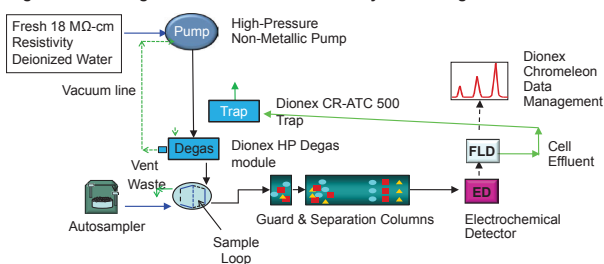 Fresh 18 MΩ-cm
Resistivity
Deionized Water
Pump
High-Pressure
Non-Metallic Pump
Vacuum line
Trap
Dionex CR-ATC 500
Trap
Dionex
Chromeleon
Data
Management
Degas
Dionex HP Degas
module
FLD
Cell
Effluent
Vent
Waste
ED
Autosampler
Guard & Separation Columns
Electrochemical
Detector
Sample
Loop